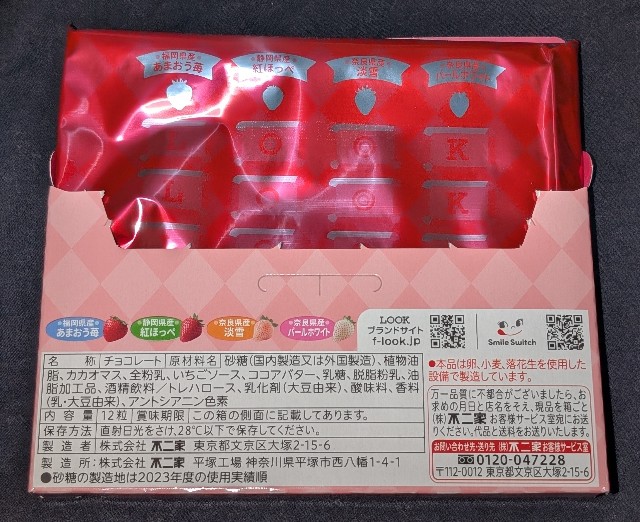 福岡県産
あまおう苺
静岡県産
紅ほっぺ
奈良県産
淡雪
奈良県産
パールホワイト
L O O K
L O O K
福岡県産
あまおう苺
静岡県産
紅ほっぺ
奈良県産
淡雪
奈良県産
パールホワイト
LOOK
ブランドサイト
f-look.jp
Smile Switch
名 称 チョコレート 原材料名 砂糖(国内製造又は外国製造)、植物油
脂、カカオマス、全粉乳、いちごソース、ココアバター、乳糖、脱脂粉乳、油
脂加工品、酒精飲料／トレハロース、乳化剤(大豆由来)、酸味料、香料
(乳・大豆由来)、アントシアニン色素
内 容 量 12粒 賞味期限 この箱の側面に記載してあります。
保存方法 直射日光をさけ、28℃以下で保存してください。
製 造 者 株式会社 不二家 東京都文京区大塚2-15-6
製 造 所：株式会社 不二家 平塚工場 神奈川県平塚市西八幡1-4-1
●砂糖の製造地は2023年度の使用実績順
●本品は卵、小麦、落花生を使用した
設備で製造しています。
万一品質に不都合がございましたら、お
求めの月日と店名をそえ、現品を箱ごと
(株)不二家 お客様サービス室宛にお送
りください。代品と送料をお送りいたします。
お問い合わせ先・送り先 (株)不二家お客様サービス室
0120-047228
〒112-0012 東京都文京区大塚2-15-6